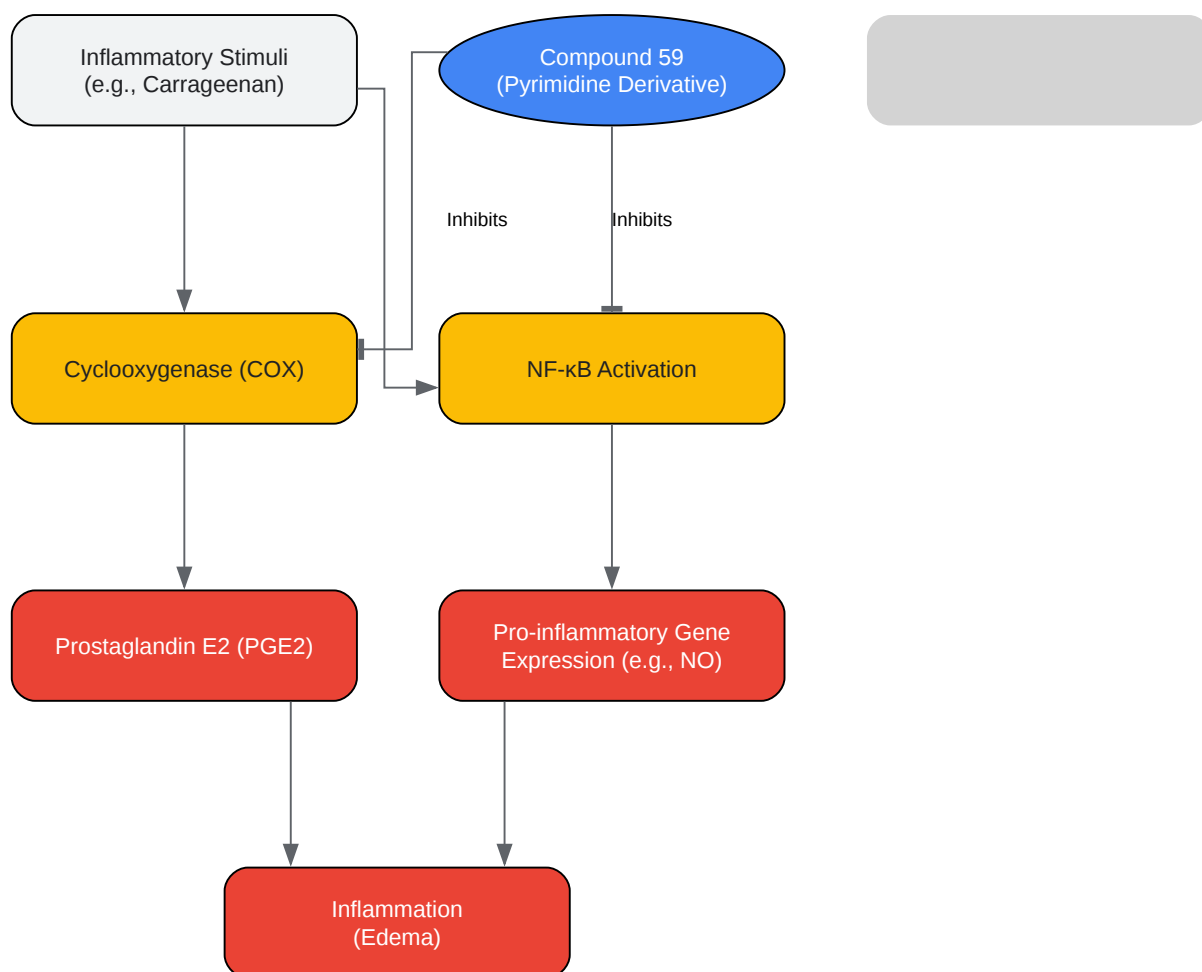 Inflammatory Stimuli
(e.g., Carrageenan)
Compound 59
(Pyrimidine Derivative)
Inhibits
Inhibits
Cyclooxygenase (COX)
NF-κB Activation
Prostaglandin E2 (PGE2)
Pro-inflammatory Gene
Expression (e.g., NO)
Inflammation
(Edema)